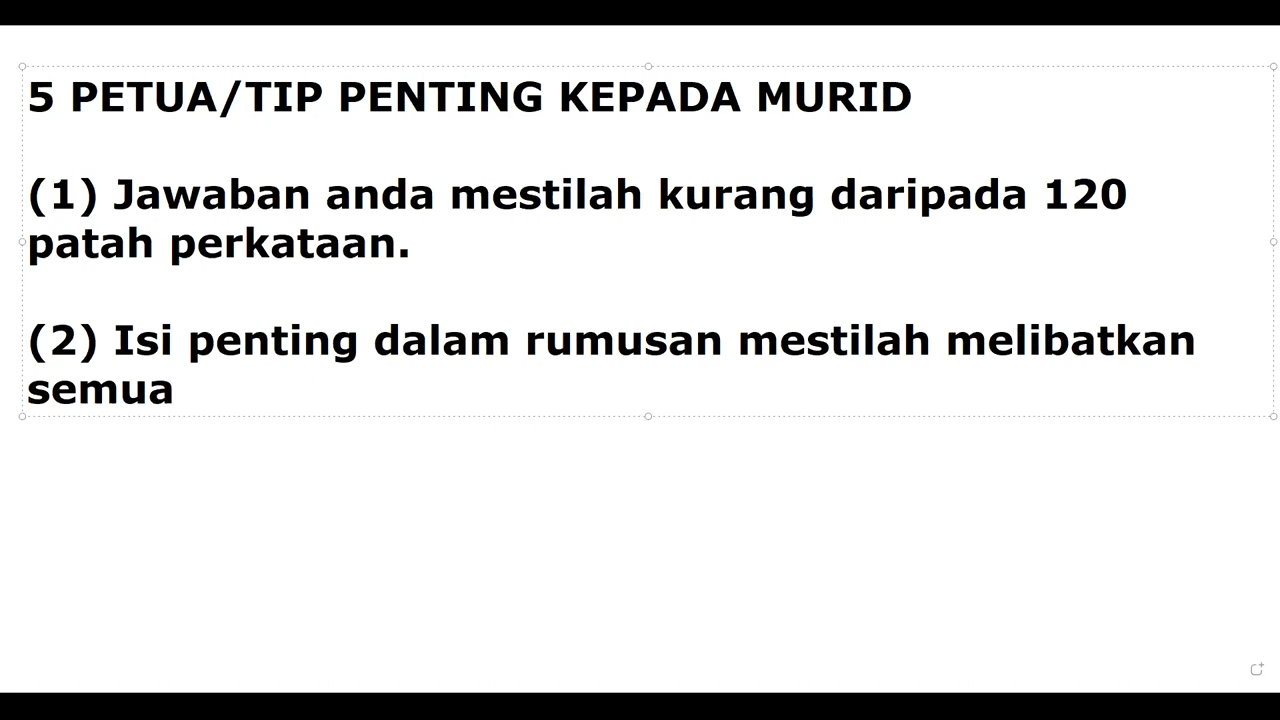 5 PETUA/TIP PENTING KEPADA MURID
(1) Jawaban anda mestilah kurang daripada 120
patah perkataan.
(2) Isi penting dalam rumusan mestilah melibatkan
semua